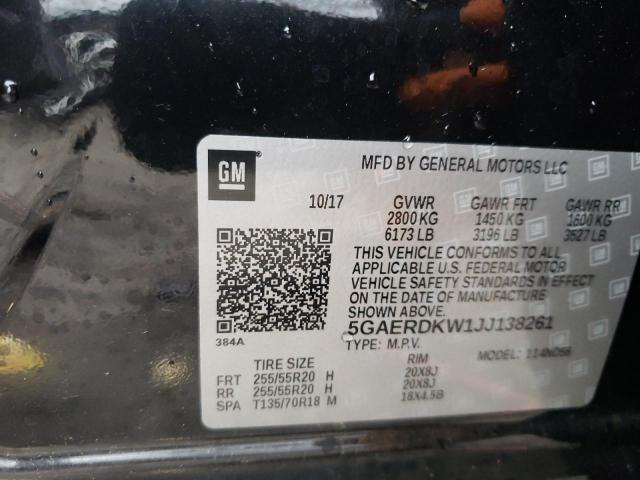 GM
MFD BY GENERAL MOTORS LLC
10/17 GVWR GAWR FRT GAWR RR
2800 KG 1450 KG 1600 KG
6173 LB 3196 LB 3527 LB
THIS VEHICLE CONFORMS TO ALL
APPLICABLE U.S. FEDERAL MOTOR
VEHICLE SAFETY STANDARDS IN EFFECT
ON THE DATE OF MANUFACTURE
SHOWN ABOVE.
5GAERDKW1JJ138261
384A
TYPE: M.P.V. MODEL: 114ND56
TIRE SIZE RIM
FRT 255/55R20 H 20X8J
RR 255/55R20 H 20X8J
SPA T135/70R18 M 18X4.5B